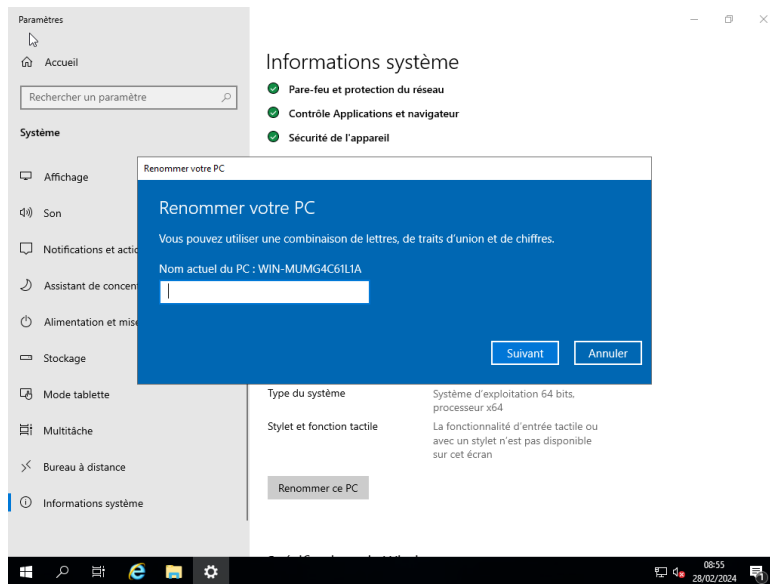 Paramètres
Accueil
Rechercher un paramètre
Système
Affichage
Son
Notifications et actio
Assistant de concen
Alimentation et mise
Stockage
Mode tablette
Multitâche
Bureau à distance
Informations système
Informations système
Pare-feu et protection du réseau
Contrôle Applications et navigateur
Sécurité de l'appareil
Renommer votre PC
Renommer votre PC
Vous pouvez utiliser une combinaison de lettres, de traits d'union et de chiffres.
Nom actuel du PC : WIN-MUMG4C61L1A
Suivant
Annuler
Type du système
Système d'exploitation 64 bits,
processeur x64
Stylet et fonction tactile
La fonctionnalité d'entrée tactile ou
avec un stylet n'est pas disponible
sur cet écran
Renommer ce PC
08:55
28/02/2024
1